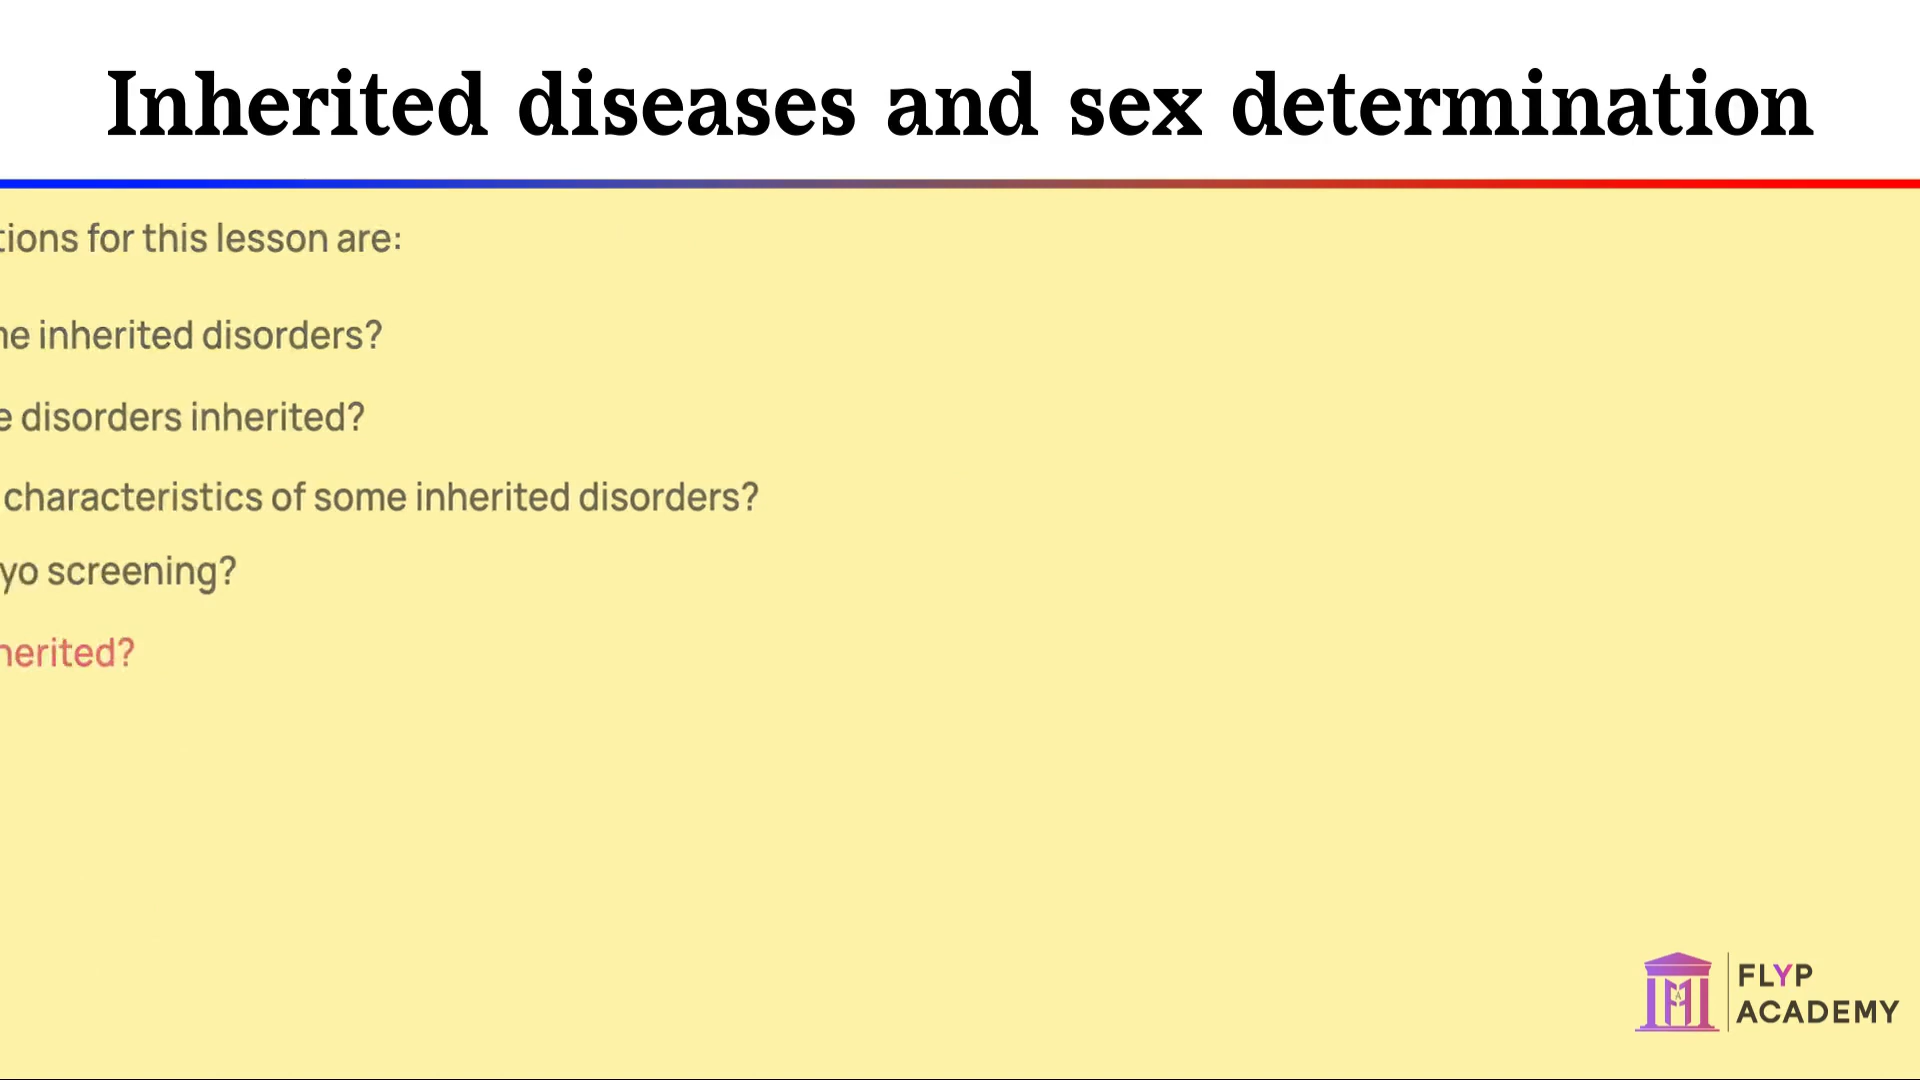 Inherited diseases and sex determination
tions for this lesson are:
me inherited disorders?
e disorders inherited?
characteristics of some inherited disorders?
yo screening?
herited?
FLYP
ACADEMY